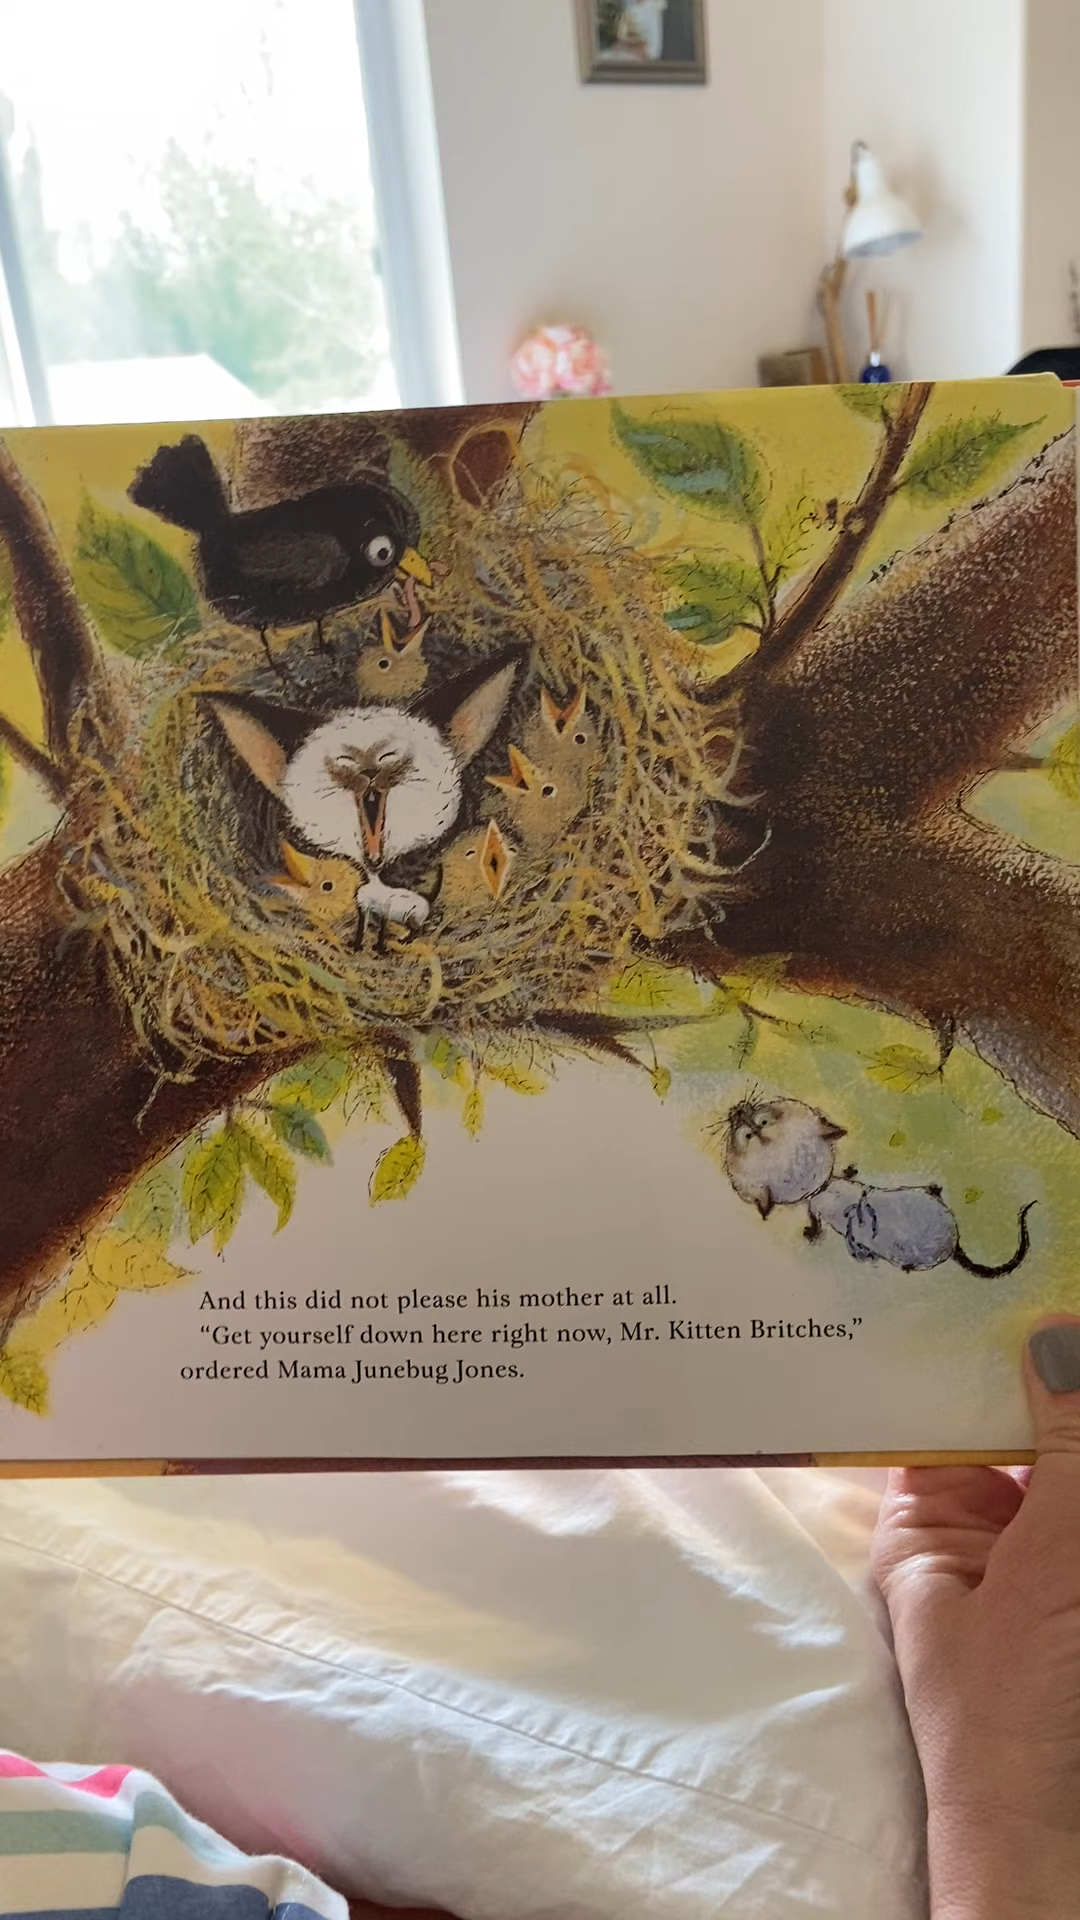 And this did not please his mother at all.
“Get yourself down here right now, Mr. Kitten Britches,”
ordered Mama Junebug Jones.